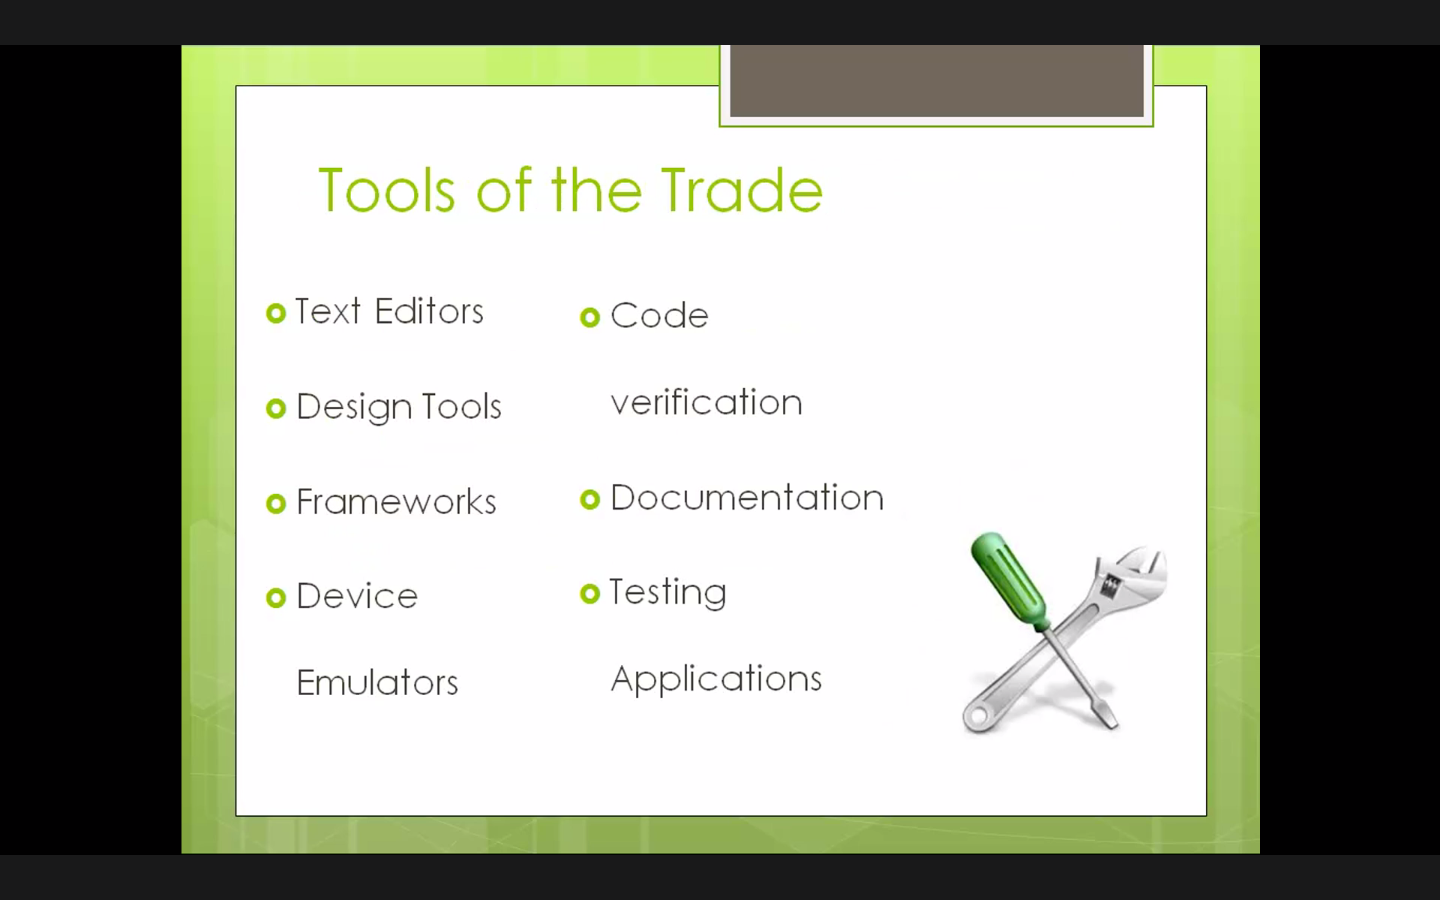 Tools of the Trade
Text Editors
Design Tools
Frameworks
Device
Emulators
Code
verification
Documentation
Testing
Applications